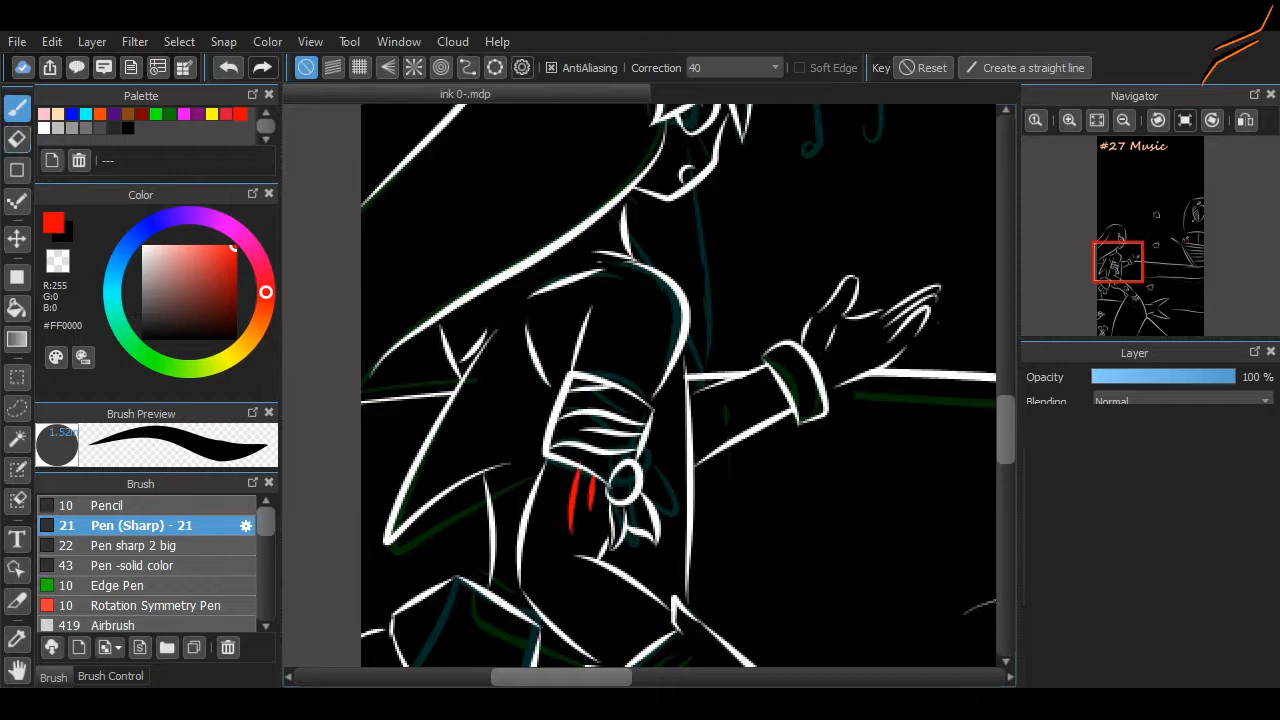 File Edit Layer Filter Select Snap Color View Tool Window Cloud Help
AntiAliasing Correction 40 Soft Edge Key Reset Create a straight line
Palette
ink 0-.mdp
Navigator
---
#27 Music
Color
R:255
G:0
B:0
#FF0000
Layer
Opacity 100 %
Blending Normal
Brush Preview
Brush
10 Pencil
21 Pen (Sharp) - 21
22 Pen sharp 2 big
43 Pen -solid color
10 Edge Pen
10 Rotation Symmetry Pen
419 Airbrush
Brush Brush Control